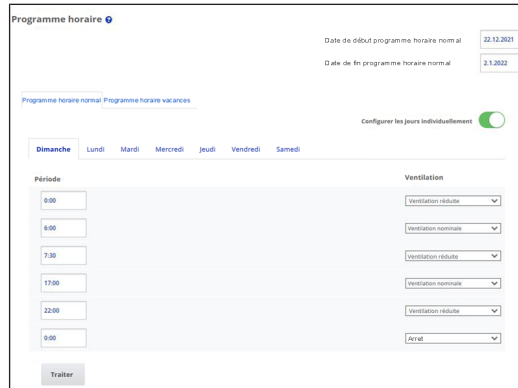 Programme horaire ?
Date de début programme horaire normal 22.12.2021
Date de fin programme horaire normal 2.1.2022
Programme horaire normal Programme horaire vacances
Configurer les jours individuellement
Dimanche Lundi Mardi Mercredi Jeudi Vendredi Samedi
Période Ventilation
0:00 Ventilation réduite
6:00 Ventilation nominale
7:30 Ventilation réduite
17:00 Ventilation nominale
22:00 Ventilation réduite
0:00 Arret
Traiter